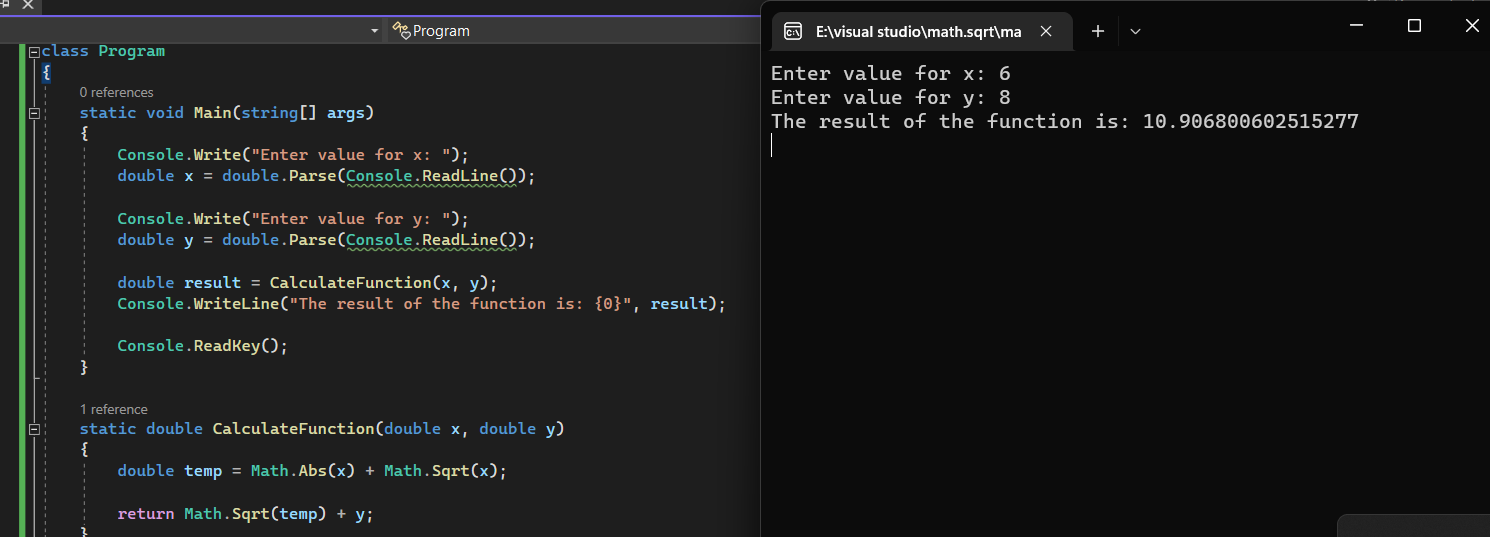 Program
class Program
{
0 references
static void Main(string[] args)
{
Console.Write("Enter value for x: ");
double x = double.Parse(Console.ReadLine());
Console.Write("Enter value for y: ");
double y = double.Parse(Console.ReadLine());
double result = CalculateFunction(x, y);
Console.WriteLine("The result of the function is: {0}", result);
Console.ReadKey();
}
1 reference
static double CalculateFunction(double x, double y)
{
double temp = Math.Abs(x) + Math.Sqrt(x);
return Math.Sqrt(temp) + y;
}
E:\visual studio\math.sqrt\ma
Enter value for x: 6
Enter value for y: 8
The result of the function is: 10.906800602515277